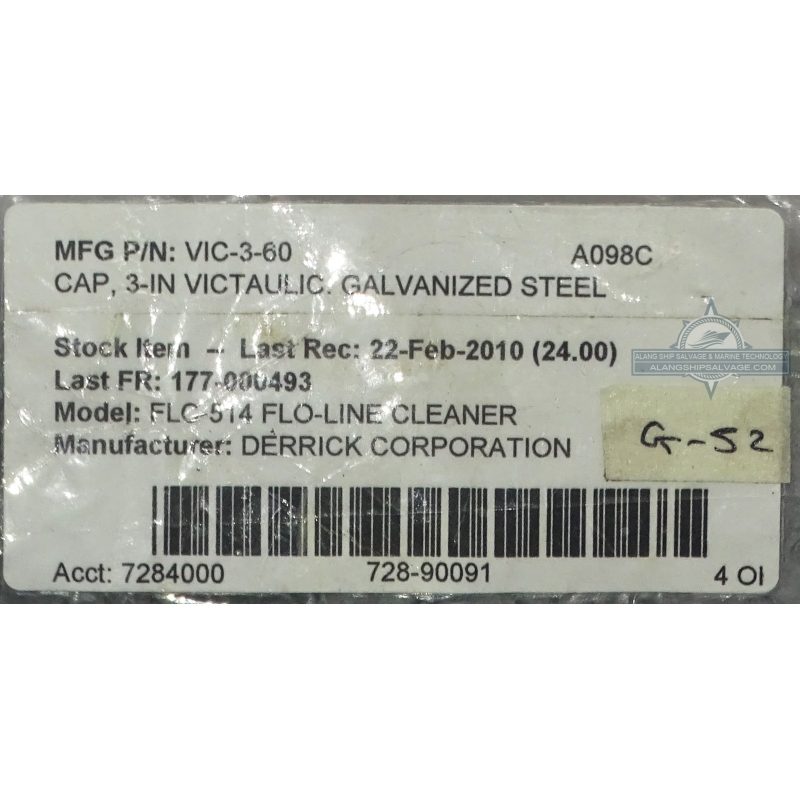 MFG P/N: VIC-3-60 A098C
CAP, 3-IN VICTAULIC. GALVANIZED STEEL
ALANG SHIP SALVAGE & MARINE TECHNOLOGY
ALANGSHIPSALVAGE.COM
Stock Item -- Last Rec: 22-Feb-2010 (24.00)
Last FR: 177-000493
Model: FLC-514 FLO-LINE CLEANER
Manufacturer: DERRICK CORPORATION
G-52
Acct: 7284000 728-90091 4 OI